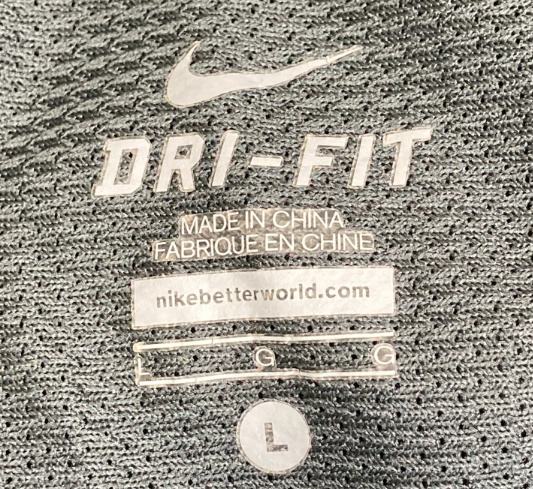 DRI-FIT
MADE IN CHINA
FABRIQUE EN CHINE
nikebetterworld.com
L G G
L